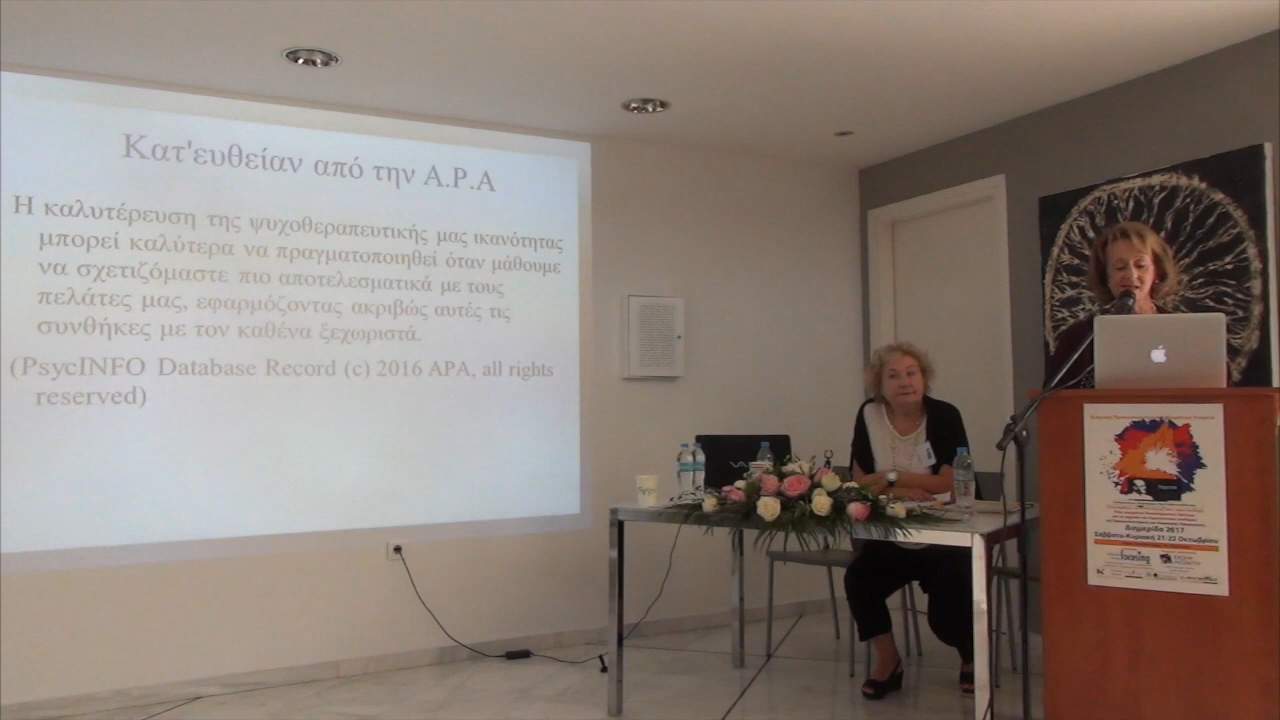 Κατ'ευθείαν από την A.P.A
Η καλυτέρευση της ψυχοθεραπευτικής μας ικανότητας
μπορεί καλύτερα να πραγματοποιηθεί όταν μάθουμε
να σχετιζόμαστε πιο αποτελεσματικά με τους
πελάτες μας, εφαρμόζοντας ακριβώς αυτές τις
συνθήκες με τον καθένα ξεχωριστά.
(PsycINFO Database Record (c) 2016 APA, all rights
reserved)
Διημερίδα 2017
Σάββατο-Κυριακή 21-22 Οκτωβρίου
focusing